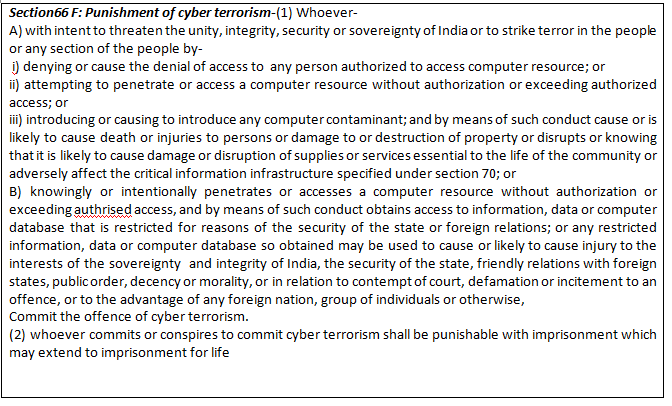 Section66 F: Punishment of cyber terrorism-(1) Whoever-
A) with intent to threaten the unity, integrity, security or sovereignty of India or to strike terror in the people
or any section of the people by-
i) denying or cause the denial of access to any person authorized to access computer resource; or
ii) attempting to penetrate or access a computer resource without authorization or exceeding authorized
access; or
iii) introducing or causing to introduce any computer contaminant; and by means of such conduct cause or is
likely to cause death or injuries to persons or damage to or destruction of property or disrupts or knowing
that it is likely to cause damage or disruption of supplies or services essential to the life of the community or
adversely affect the critical information infrastructure specified under section 70; or
B) knowingly or intentionally penetrates or accesses a computer resource without authorization or
exceeding authrised access, and by means of such conduct obtains access to information, data or computer
database that is restricted for reasons of the security of the state or foreign relations; or any restricted
information, data or computer database so obtained may be used to cause or likely to cause injury to the
interests of the sovereignty and integrity of India, the security of the state, friendly relations with foreign
states, public order, decency or morality, or in relation to contempt of court, defamation or incitement to an
offence, or to the advantage of any foreign nation, group of individuals or otherwise,
Commit the offence of cyber terrorism.
(2) whoever commits or conspires to commit cyber terrorism shall be punishable with imprisonment which
may extend to imprisonment for life